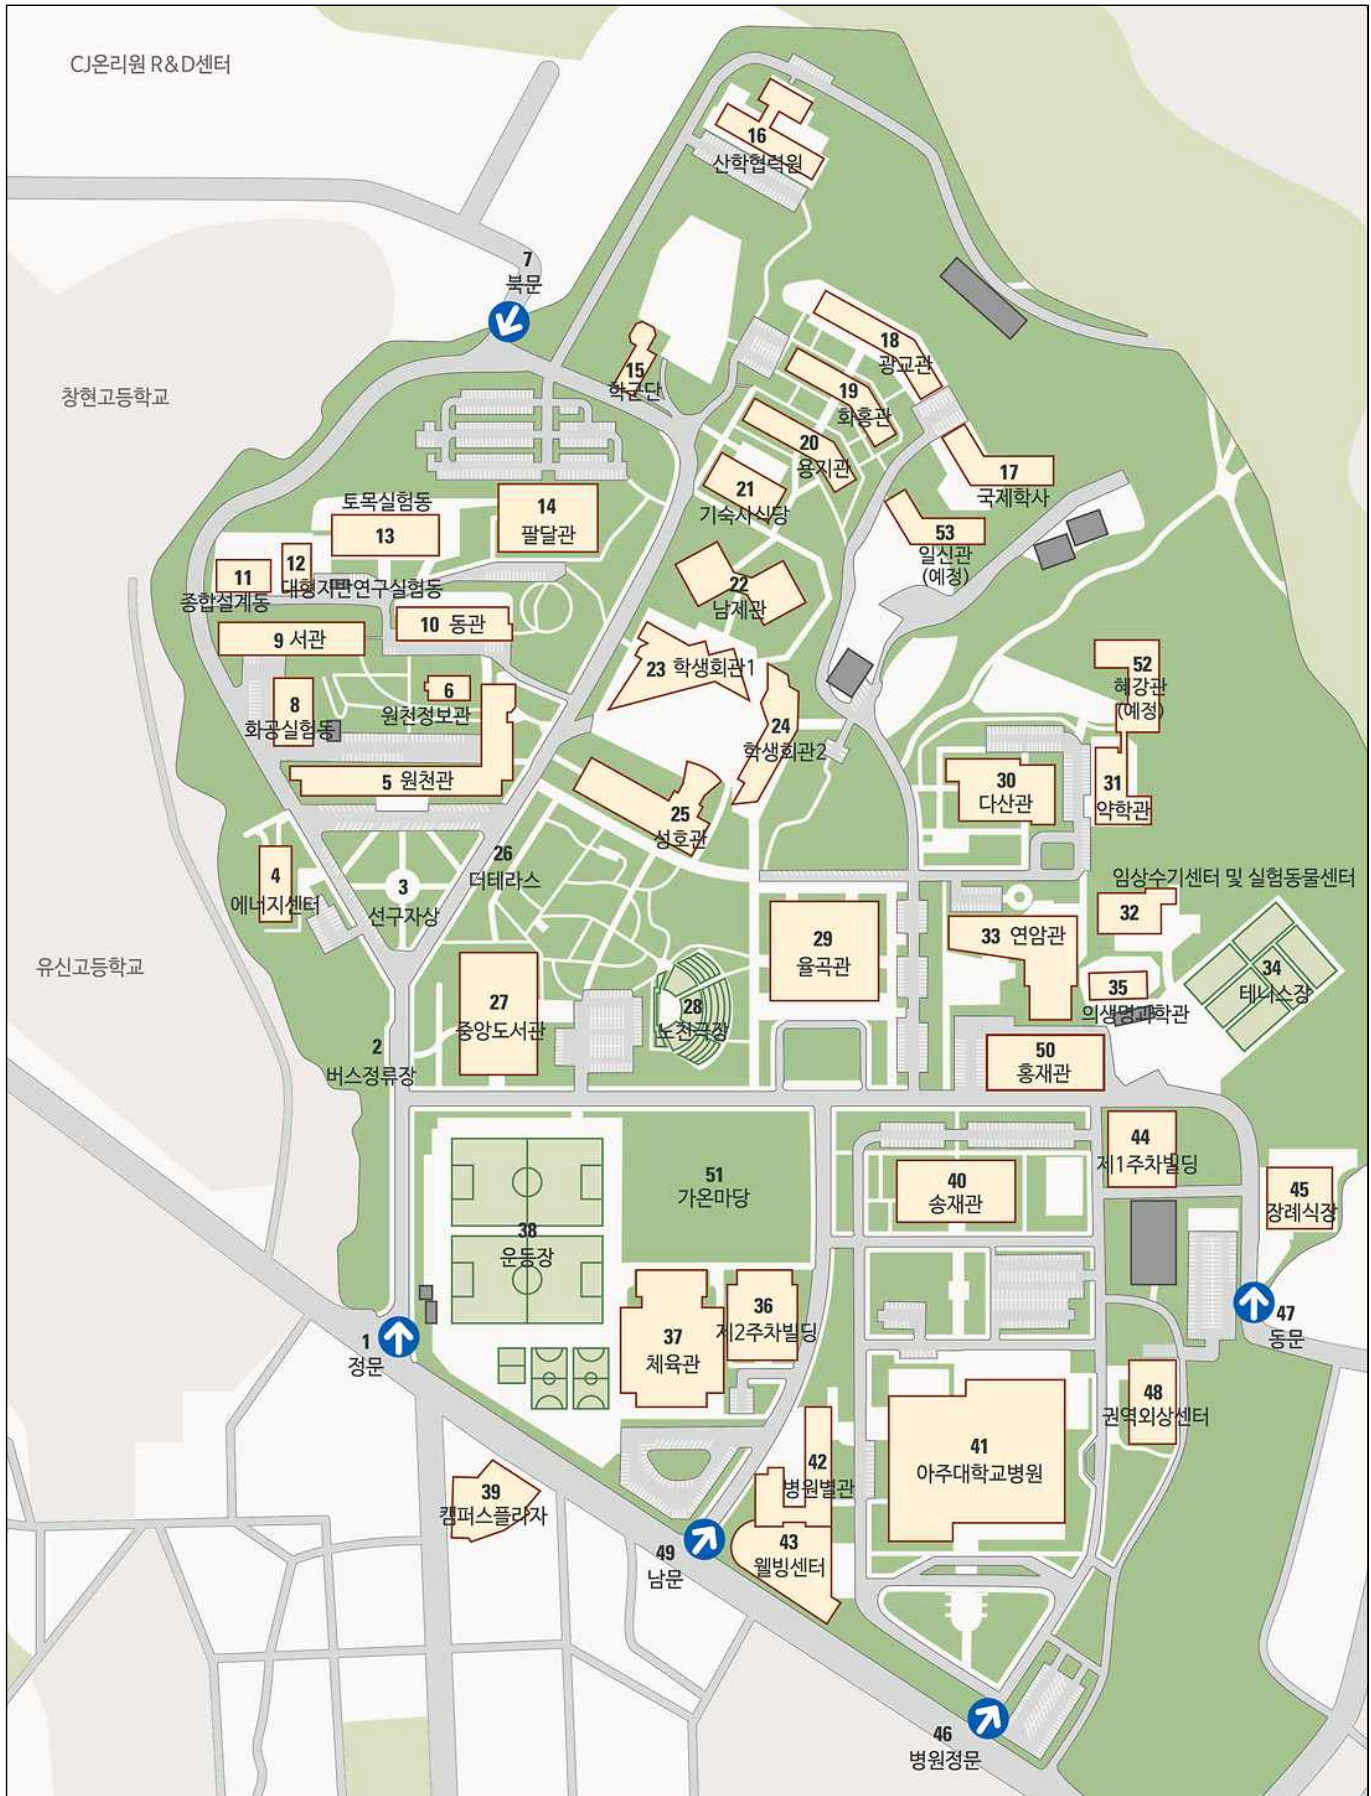 CJ온리원 R&D센터
16
산학협력원
7
북문
18
광교관
15
학군단
19
화홍관
창현고등학교
20
용지관
17
국제학사
21
기숙사식당
토목실험동
13
14
팔달관
53
일신관
(예정)
12
대형지반연구실험동
11
종합설계동
22
남제관
10 동관
9 서관
23 학생회관1
52
혜강관
(예정)
6
원천정보관
8
화공실험동
24
학생회관2
5 원천관
30
다산관
31
약학관
25
성호관
26
더테라스
4
에너지센터
3
선구자상
임상수기센터 및 실험동물센터
32
33 연암관
29
율곡관
유신고등학교
34
테니스장
27
중앙도서관
28
노천극장
35
의생명과학관
2
버스정류장
50
홍재관
44
제1주차빌딩
51
가온마당
40
송재관
45
장례식장
38
운동장
36
제2주차빌딩
47
동문
1
정문
37
체육관
48
권역외상센터
41
아주대학교병원
42
병원별관
39
캠퍼스플라자
49
남문
43
웰빙센터
46
병원정문